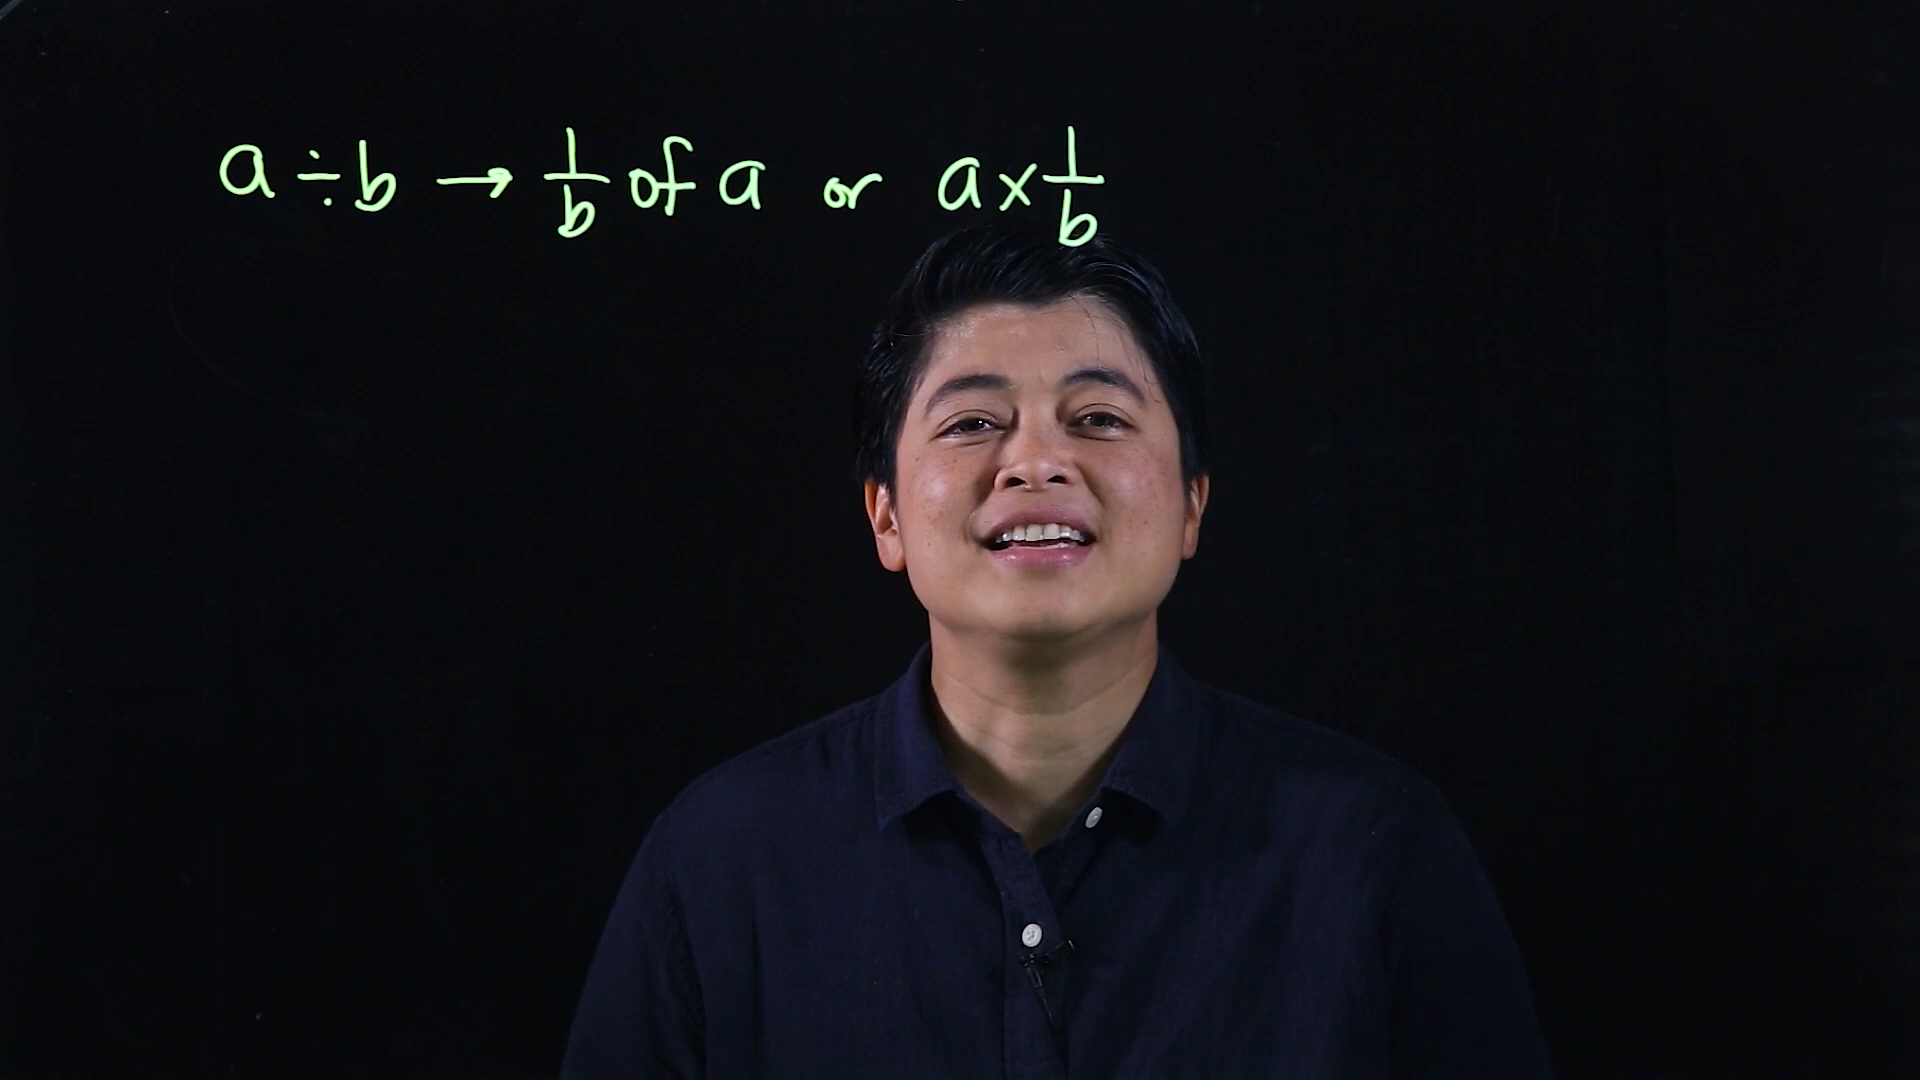 a ÷ b → 1/b of a or a × 1/b